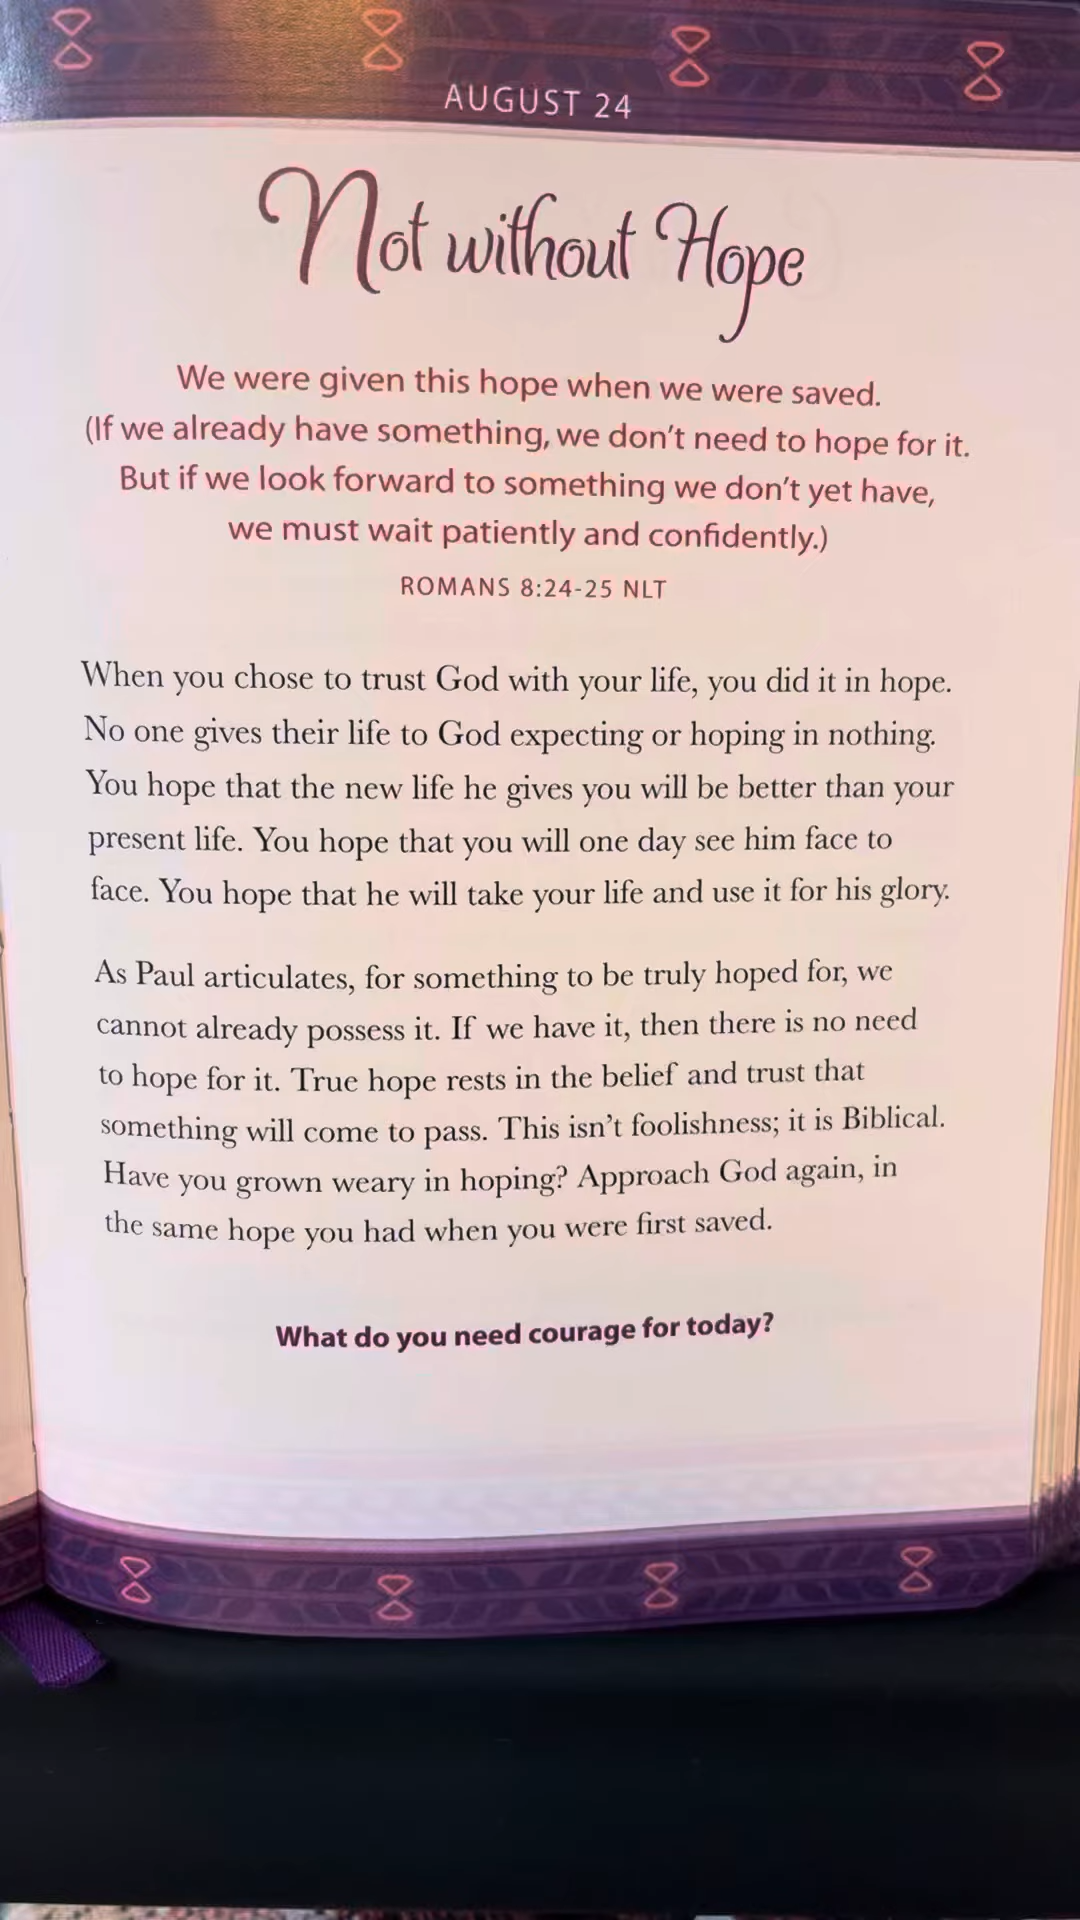 AUGUST 24
Not without Hope
We were given this hope when we were saved.
(If we already have something, we don't need to hope for it.
But if we look forward to something we don't yet have,
we must wait patiently and confidently.)
ROMANS 8:24-25 NLT
When you chose to trust God with your life, you did it in hope.
No one gives their life to God expecting or hoping in nothing.
You hope that the new life he gives you will be better than your
present life. You hope that you will one day see him face to
face. You hope that he will take your life and use it for his glory.
As Paul articulates, for something to be truly hoped for, we
cannot already possess it. If we have it, then there is no need
to hope for it. True hope rests in the belief and trust that
something will come to pass. This isn't foolishness; it is Biblical.
Have you grown weary in hoping? Approach God again, in
the same hope you had when you were first saved.
What do you need courage for today?